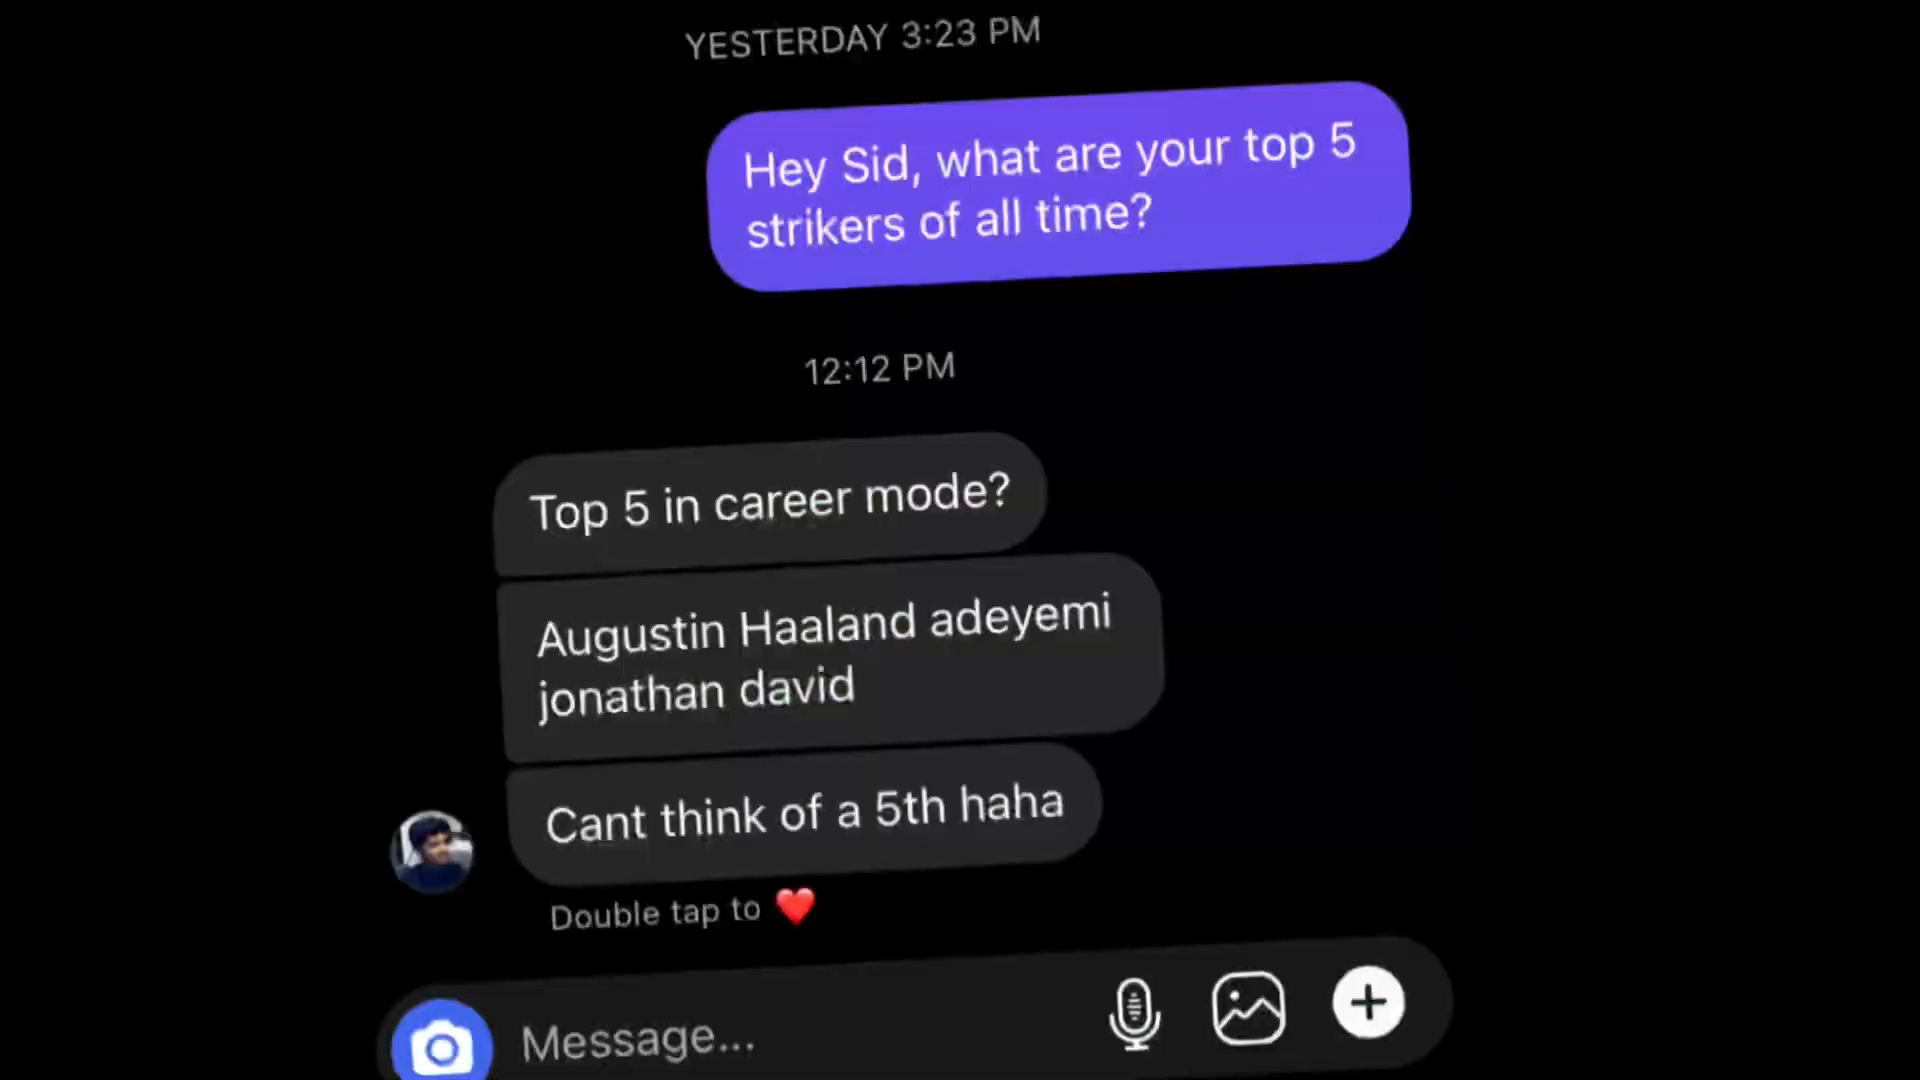 YESTERDAY 3:23 PM
Hey Sid, what are your top 5
strikers of all time?
12:12 PM
Top 5 in career mode?
Augustin Haaland adeyemi
jonathan david
Cant think of a 5th haha
Double tap to ❤️
Message...